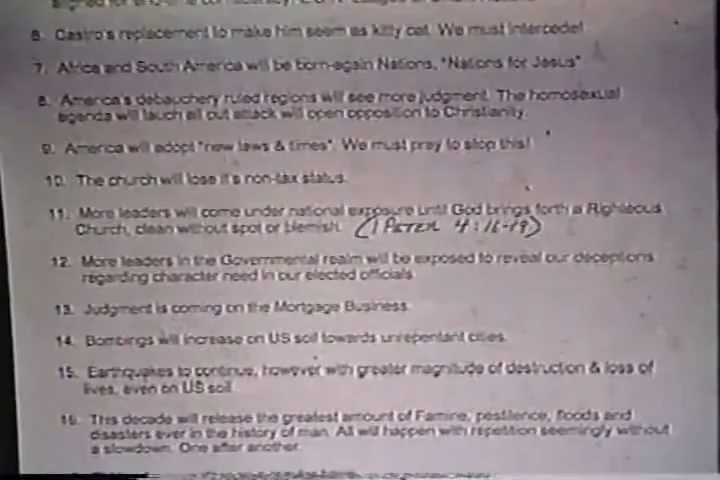 6. Castro's replacement to make him seem as kitty cat. We must intercede!
7. Africa and South America will be born-again Nations, "Nations for Jesus"
8. America's debauchery ruled regions will see more judgment. The homosexual
agenda will lauch all out attack will open opposition to Christianity.
9. America will adopt "new laws & times". We must pray to stop this!
10. The church will lose it's non-tax status.
11. More leaders will come under national exposure until God brings forth a Righteous
Church, clean without spot or blemish. (1 PETER 4:16-19)
12. More leaders in the Governmental realm will be exposed to reveal our deceptions
regarding character need in our elected officials.
13. Judgment is coming on the Mortgage Business.
14. Bombings will increase on US soil towards unrepentant cities.
15. Earthquakes to continue, however with greater magnitude of destruction & loss of
lives, even on US soil.
16. This decade will release the greatest amount of Famine, pestilence, floods and
disasters ever in the history of man. All will happen with repetition seemingly without
a slowdown. One after another.